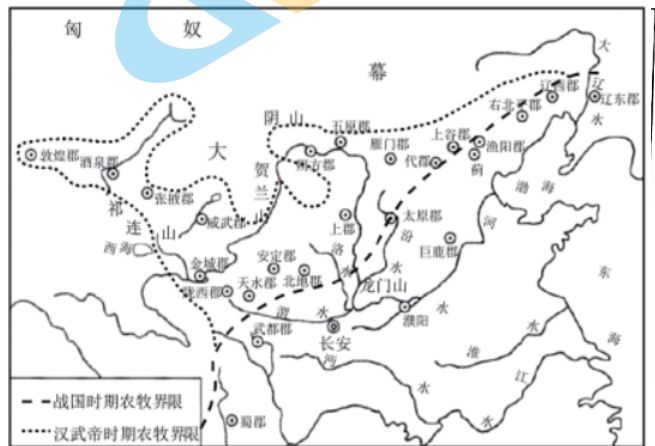 匈奴
幕
大
辽
水
辽西郡
辽东郡
右北平郡
阴山
五原郡
雁门郡
上谷郡
渔阳郡
蓟
代郡
朔方郡
敦煌郡
酒泉郡
大
贺兰山
渤海
张掖郡
威武郡
祁连山
西海
上郡
太原郡
汾水
河
巨鹿郡
金城郡
安定郡
北地郡
洛水
龙门山
东海
陇西郡
天水郡
渭水
濮阳
武都郡
长安
沔水
淮水
江水
蜀郡
战国时期农牧界限
汉武帝时期农牧界限